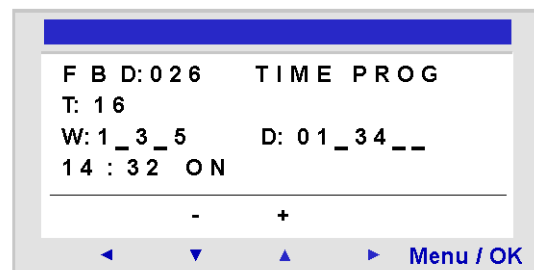 FBD:026 TIME PROG
T: 16
W:1_3_5 D: 01_34__
14:32 ON
- +
◄ ▼ ▲ ► Menu / OK